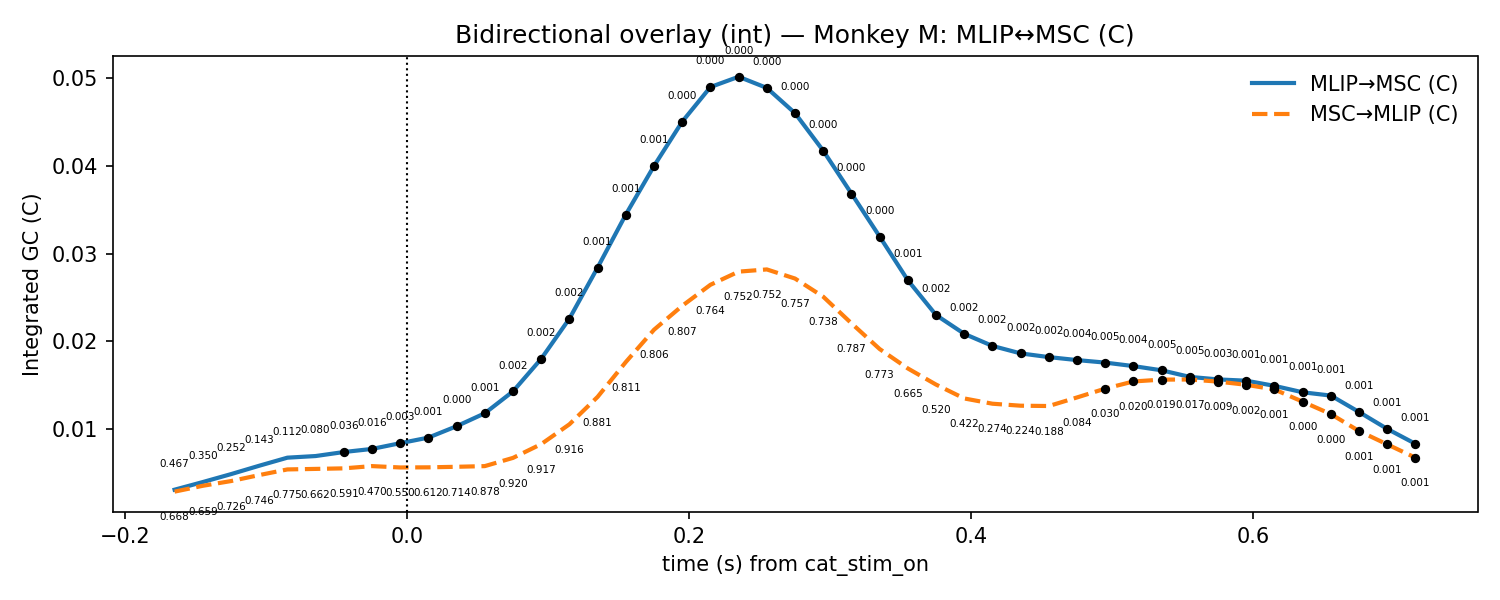 Bidirectional overlay (int) — Monkey M: MLIP↔MSC (C)
MLIP→MSC (C)
MSC→MLIP (C)
Integrated GC (C)
0.05
0.04
0.03
0.02
0.01
0.467 0.350 0.252 0.143 0.112 0.080 0.036 0.016 0.003 0.001 0.000 0.001 0.002 0.002 0.002 0.001 0.001 0.001 0.000 0.000 0.000 0.000 0.000 0.000 0.000 0.000 0.001 0.002 0.002 0.002 0.002 0.002 0.004 0.005 0.004 0.005 0.005 0.003 0.001 0.001 0.001 0.001 0.001 0.001 0.001
0.668 0.659 0.726 0.746 0.775 0.662 0.591 0.470 0.550 0.612 0.714 0.878 0.920 0.917 0.916 0.881 0.811 0.806 0.807 0.764 0.752 0.752 0.757 0.738 0.787 0.773 0.665 0.520 0.422 0.274 0.224 0.188 0.084 0.030 0.020 0.019 0.017 0.009 0.002 0.001 0.000 0.000 0.001 0.001 0.001
−0.2 0.0 0.2 0.4 0.6
time (s) from cat_stim_on